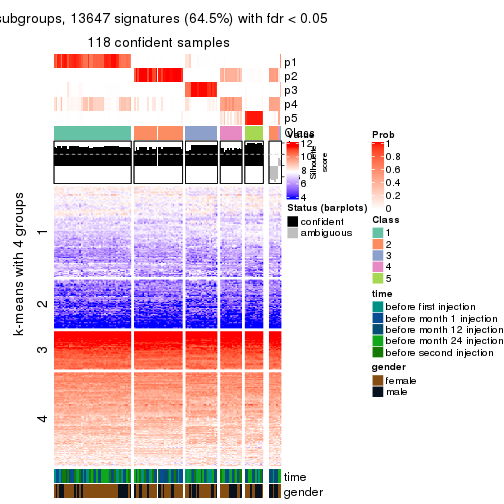 subgroups, 13647 signatures (64.5%) with fdr < 0.05
118 confident samples
p1
p2
p3
p4
p5
Class
k-means with 4 groups
1
2
3
4
time
gender
Value
12
10
8
6
4
Silhouette
score
Status (barplots)
confident
ambiguous
Prob
1
0.8
0.6
0.4
0.2
0
Class
1
2
3
4
5
time
before first injection
before month 1 injection
before month 12 injection
before month 24 injection
before second injection
gender
female
male